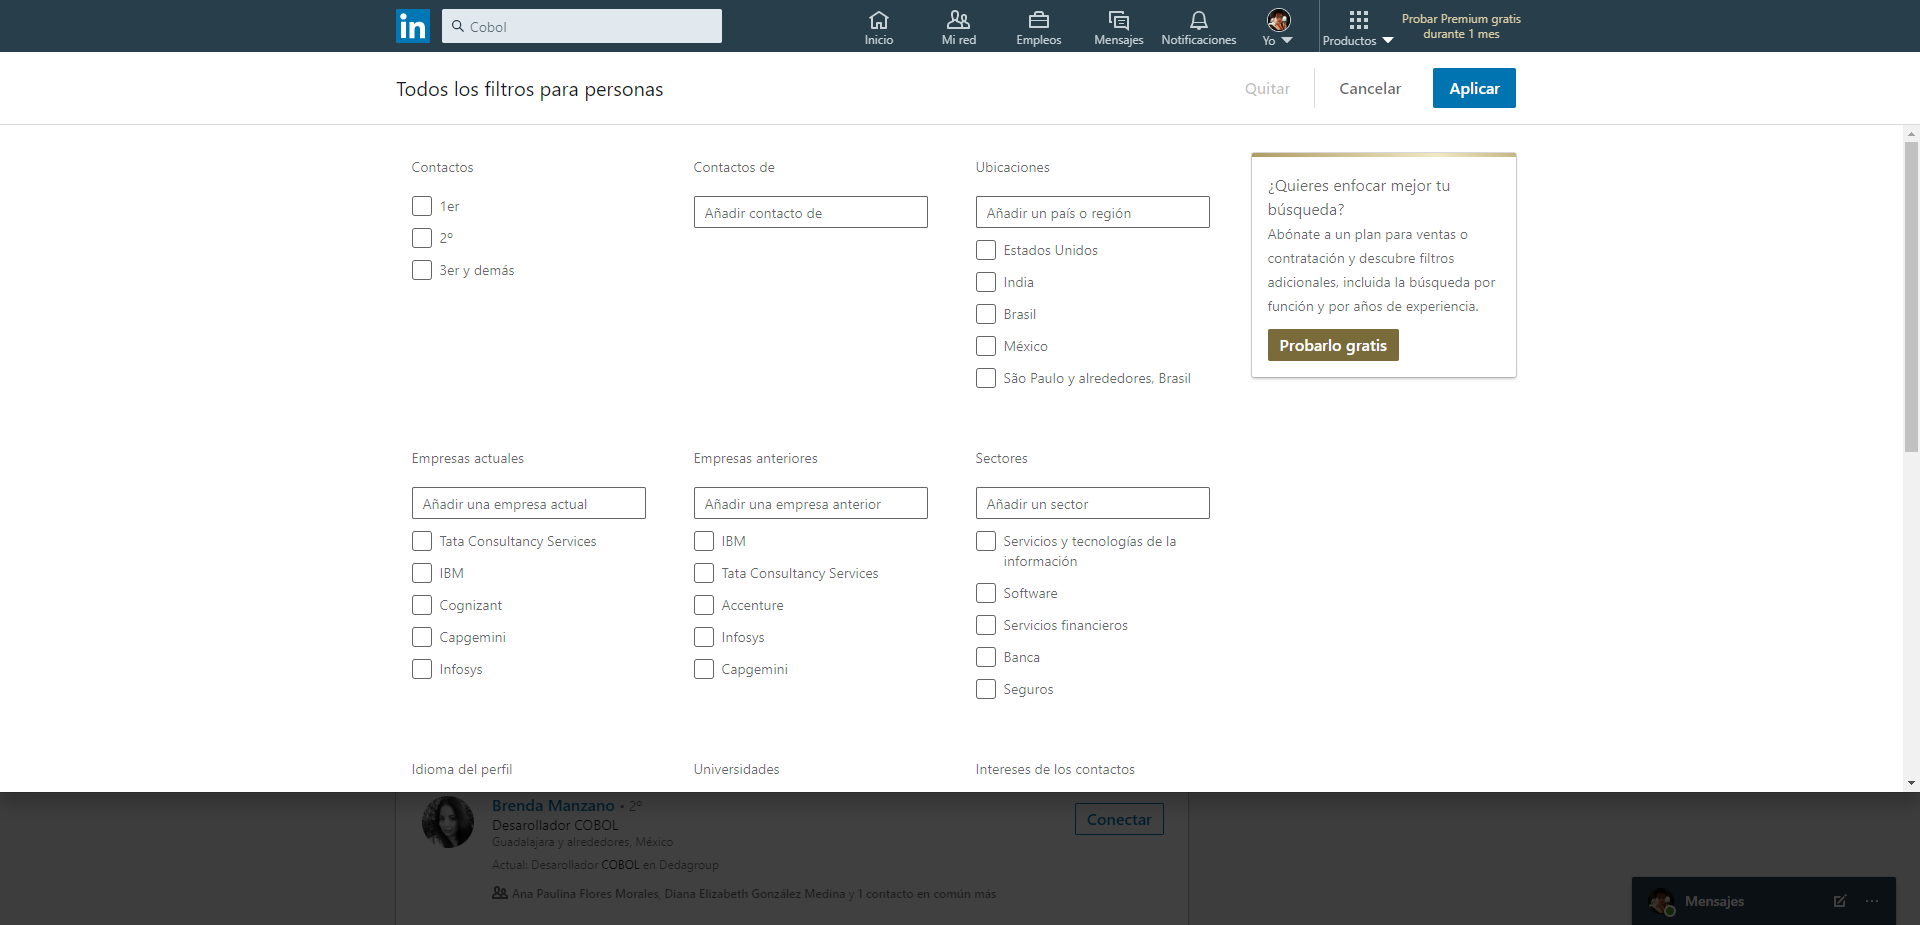 in
Cobol
Inicio
Mi red
Empleos
Mensajes
Notificaciones
Yo
Productos
Probar Premium gratis
durante 1 mes
Todos los filtros para personas
Quitar
Cancelar
Aplicar
Contactos
1er
2º
3er y demás
Contactos de
Añadir contacto de
Ubicaciones
Añadir un país o región
Estados Unidos
India
Brasil
México
São Paulo y alrededores, Brasil
¿Quieres enfocar mejor tu
búsqueda?
Abónate a un plan para ventas o
contratación y descubre filtros
adicionales, incluida la búsqueda por
función y por años de experiencia.
Probarlo gratis
Empresas actuales
Añadir una empresa actual
Tata Consultancy Services
IBM
Cognizant
Capgemini
Infosys
Empresas anteriores
Añadir una empresa anterior
IBM
Tata Consultancy Services
Accenture
Infosys
Capgemini
Sectores
Añadir un sector
Servicios y tecnologías de la
información
Software
Servicios financieros
Banca
Seguros
Idioma del perfil
Universidades
Intereses de los contactos
Brenda Manzano • 2º
Desarollador COBOL
Guadalajara y alrededores, México
Actual: Desarollador COBOL en Dedagroup
Ana Paulina Flores Morales, Diana Elizabeth González Medina y 1 contacto en común más
Conectar
Mensajes